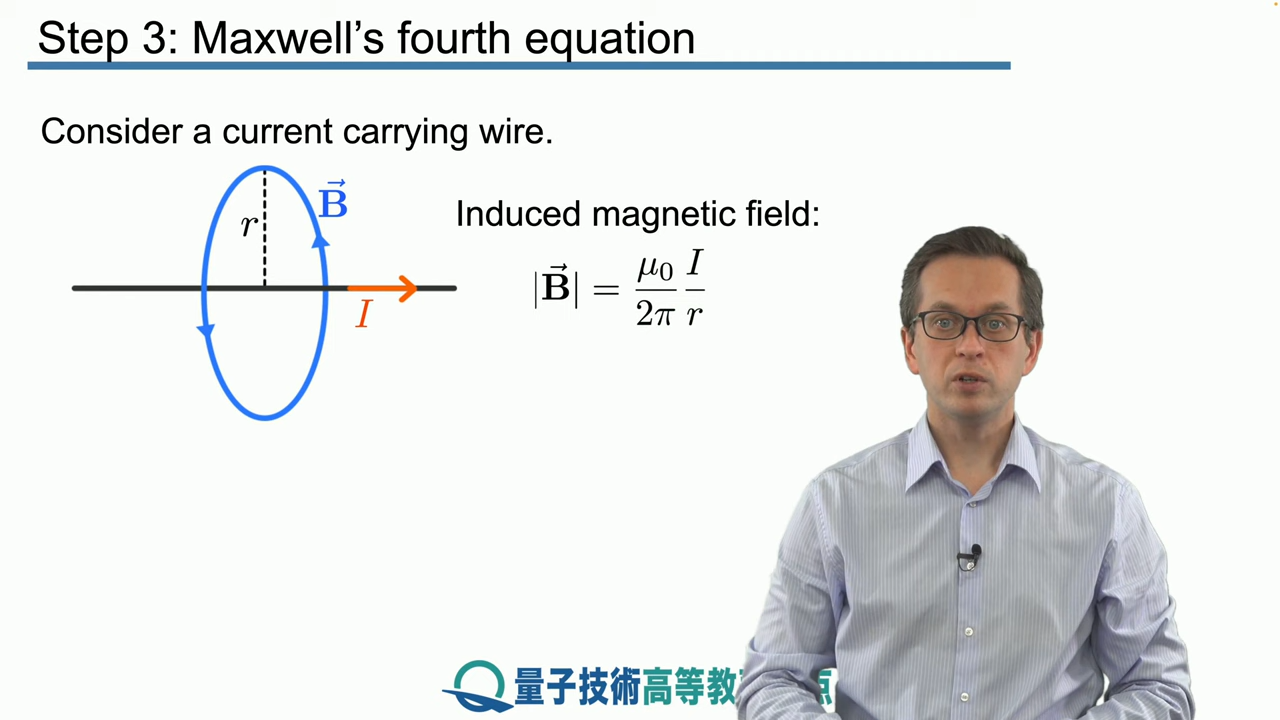 Step 3: Maxwell's fourth equation
Consider a current carrying wire.
r
B⃗
Induced magnetic field:
|B⃗| = μ₀/2π I/r
I
量子技術高等教
点